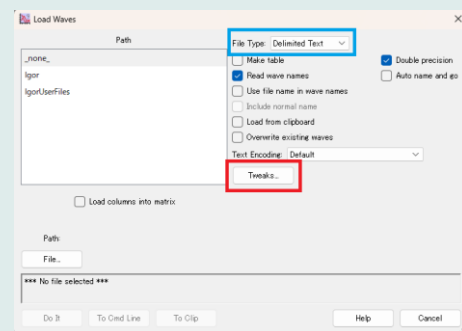 Load Waves
Path
_none_
Igor
IgorUserFiles
Load columns into matrix
Path:
File...
*** No file selected ***
File Type: Delimited Text
Make table
Double precision
Read wave names
Auto name and go
Use file name in wave names
Include normal name
Load from clipboard
Overwrite existing waves
Text Encoding: Default
Tweaks...
Do It
To Cmd Line
To Clip
Help
Cancel